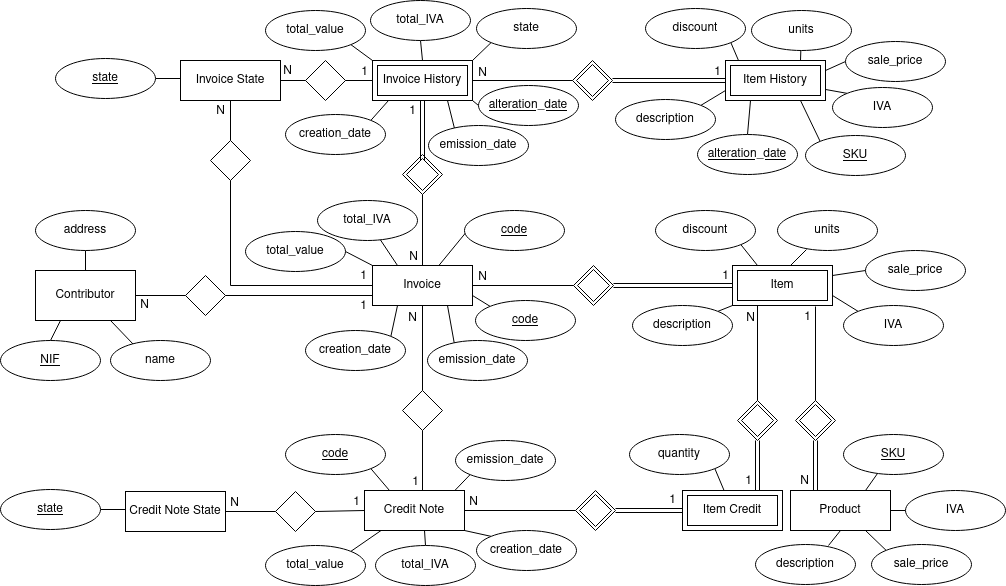 total_value
total_IVA
state
discount
units
sale_price
state
Invoice State
N
1
Invoice History
N
1
Item History
IVA
alteration_date
N
1
creation_date
emission_date
description
alteration_date
SKU
address
total_IVA
code
discount
units
total_value
N
1
Invoice
N
1
Item
sale_price
Contributor
N
1
code
description
IVA
NIF
name
N
N
1
creation_date
emission_date
code
emission_date
quantity
SKU
1
1
N
state
Credit Note State
N
1
Credit Note
N
1
Item Credit
Product
IVA
total_value
total_IVA
creation_date
description
sale_price